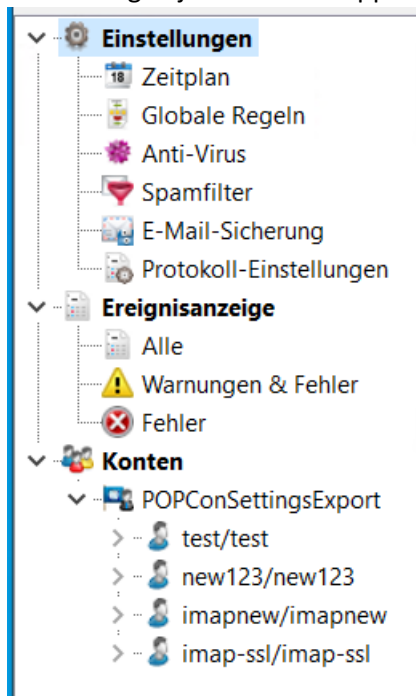 Einstellungen
18 Zeitplan
Globale Regeln
Anti-Virus
Spamfilter
E-Mail-Sicherung
Protokoll-Einstellungen
Ereignisanzeige
Alle
Warnungen & Fehler
Fehler
Konten
POPConSettingsExport
test/test
new123/new123
imapnew/imapnew
imap-ssl/imap-ssl